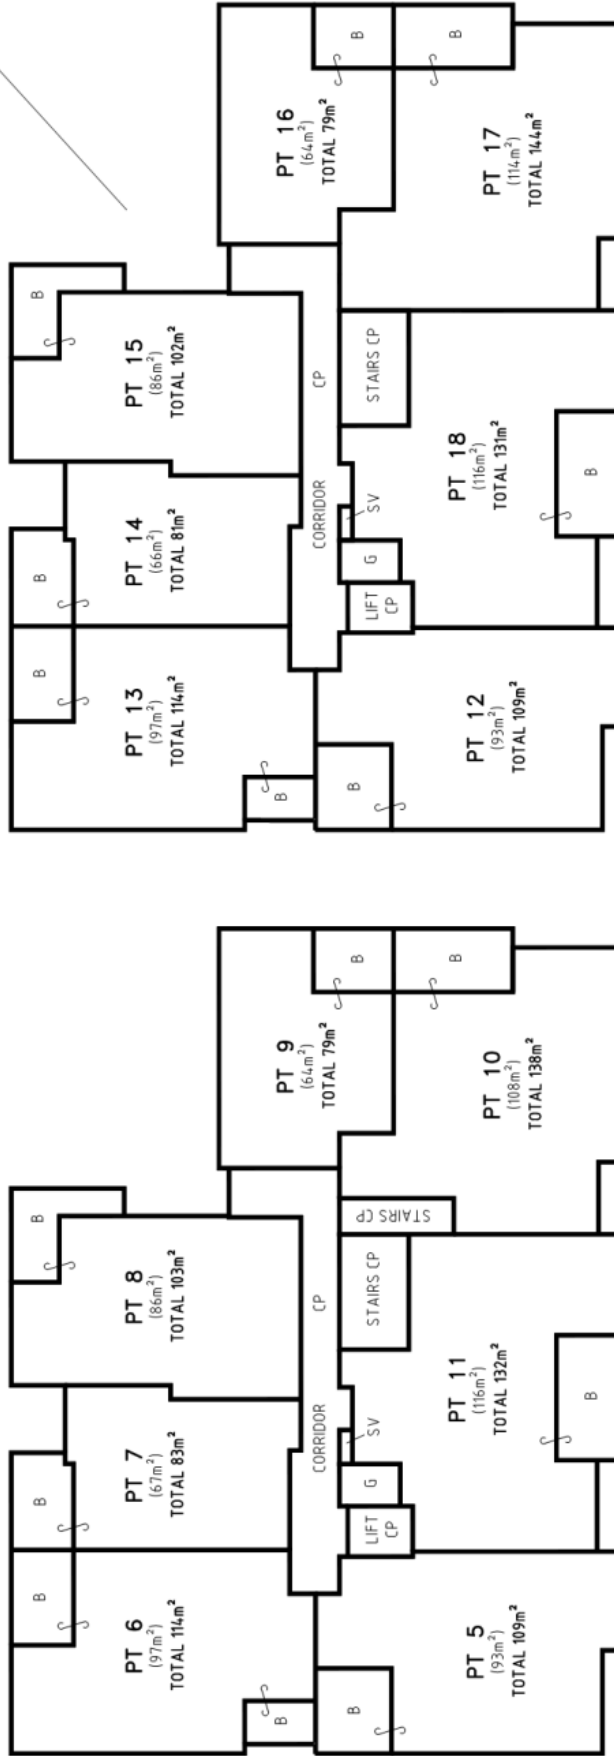 B
B
PT 16
(64m²)
TOTAL 79m²
PT 17
(114m²)
TOTAL 144m²
B
PT 15
(86m²)
TOTAL 102m²
CP
STAIRS CP
CORRIDOR
SV
G
LIFT
CP
PT 18
(116m²)
TOTAL 131m²
B
B
PT 14
(66m²)
TOTAL 81m²
B
PT 13
(97m²)
TOTAL 114m²
B
B
PT 12
(93m²)
TOTAL 109m²
B
B
PT 9
(64m²)
TOTAL 79m²
PT 10
(108m²)
TOTAL 138m²
STAIRS CP
B
PT 8
(86m²)
TOTAL 103m²
CP
STAIRS CP
CORRIDOR
SV
G
LIFT
CP
PT 11
(116m²)
TOTAL 132m²
B
B
PT 7
(67m²)
TOTAL 83m²
B
PT 6
(97m²)
TOTAL 114m²
B
B
PT 5
(93m²)
TOTAL 109m²